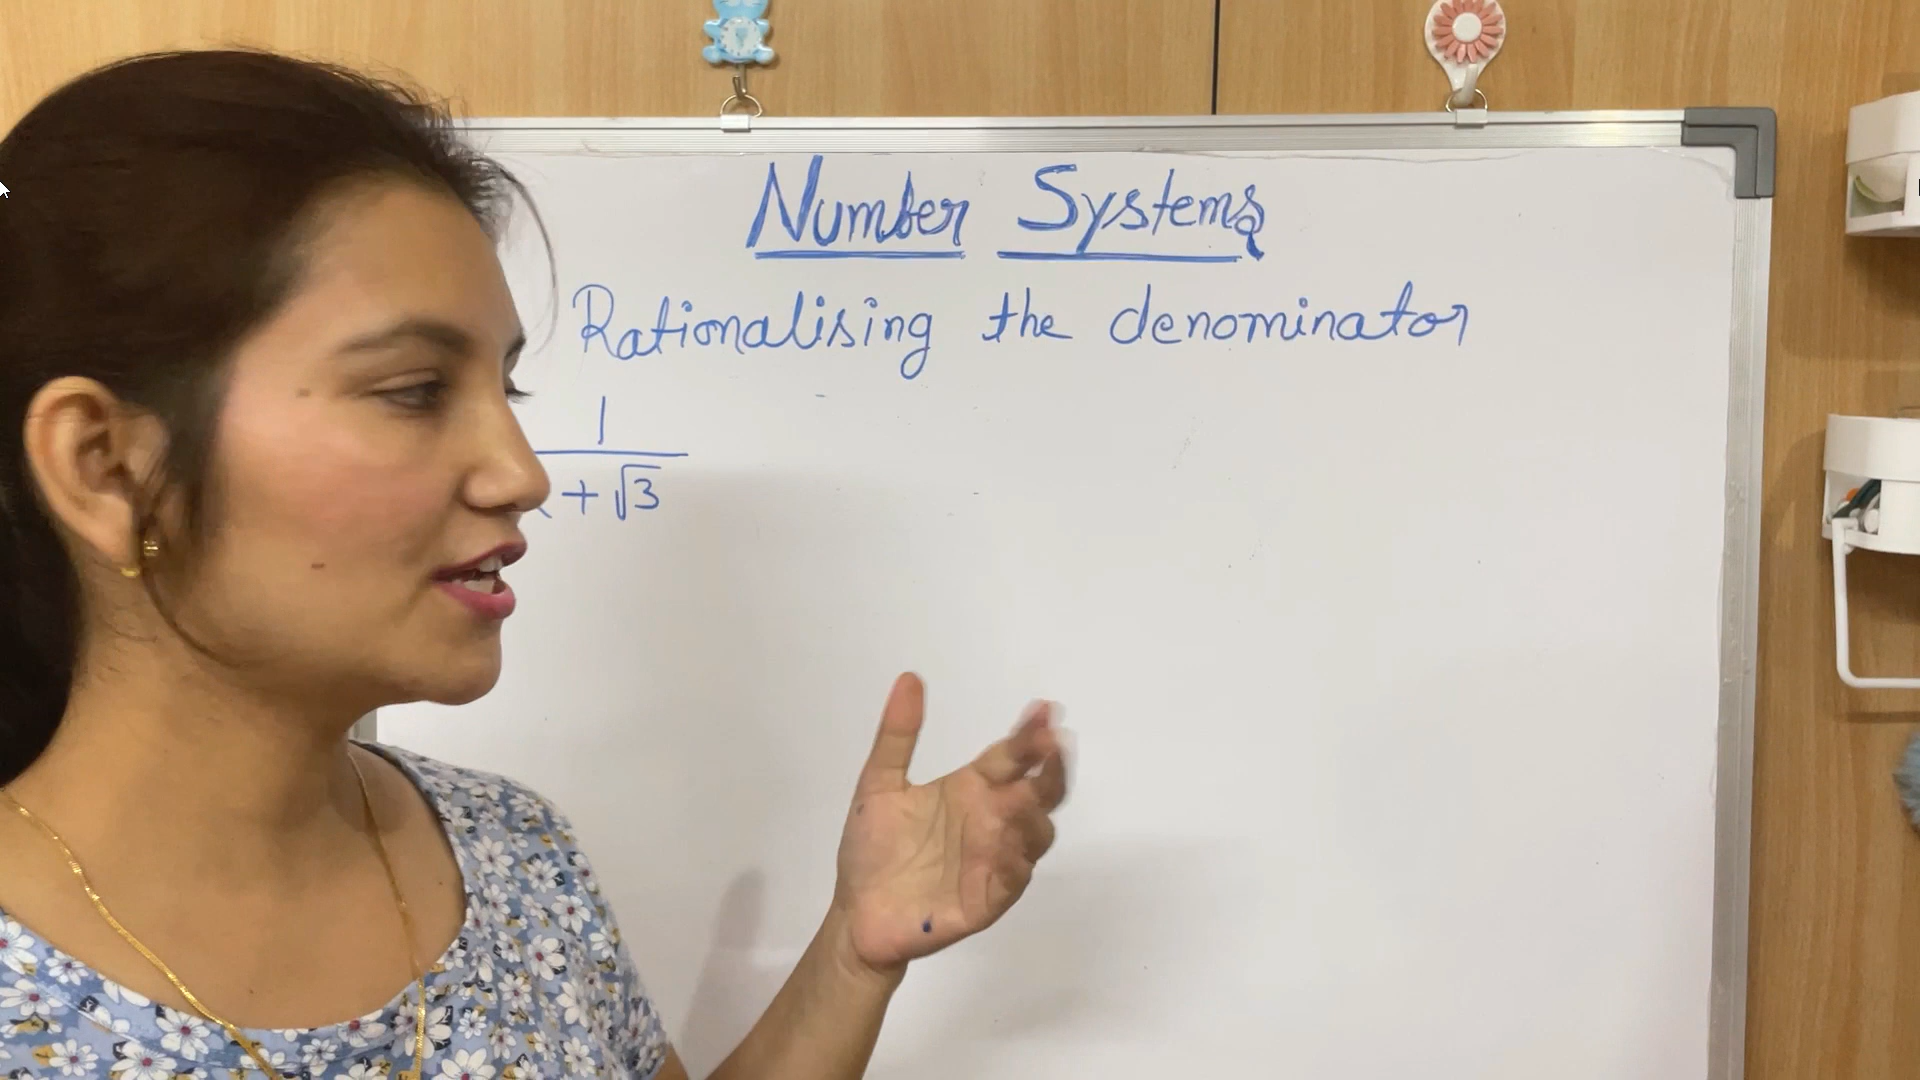 Number Systems
Rationalising the denominator
1
+ √3